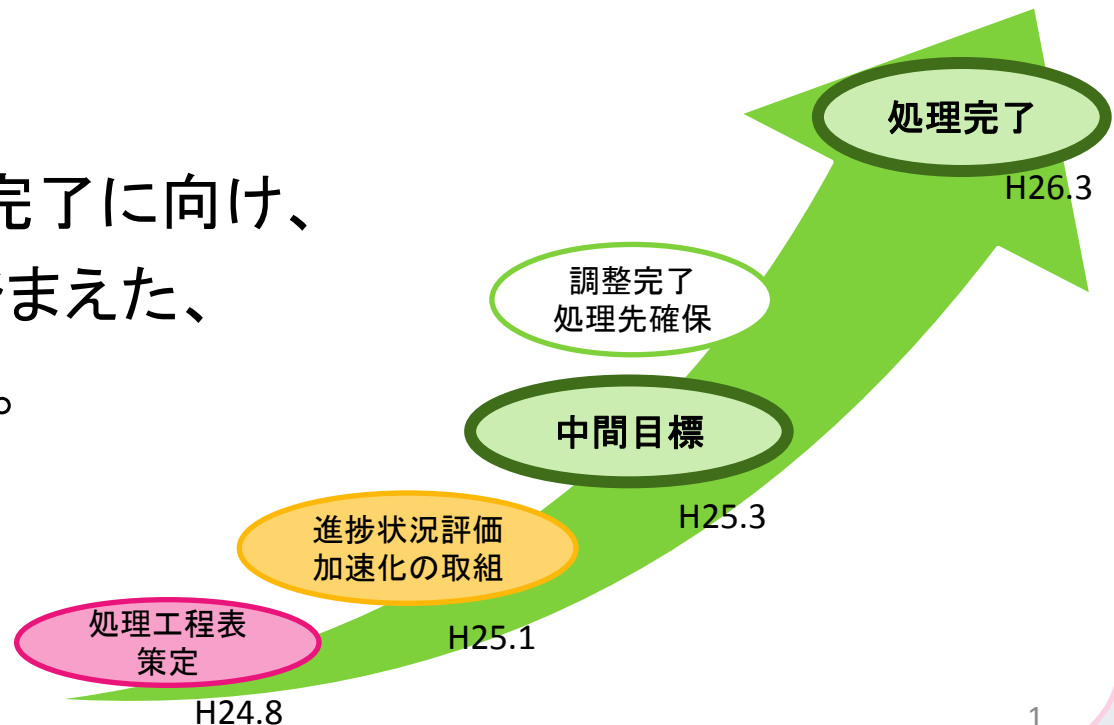 処理完了
H26.3
完了に向け、
まえた、
。
調整完了
処理先確保
中間目標
H25.3
進捗状況評価
加速化の取組
H25.1
処理工程表
策定
H24.8
1